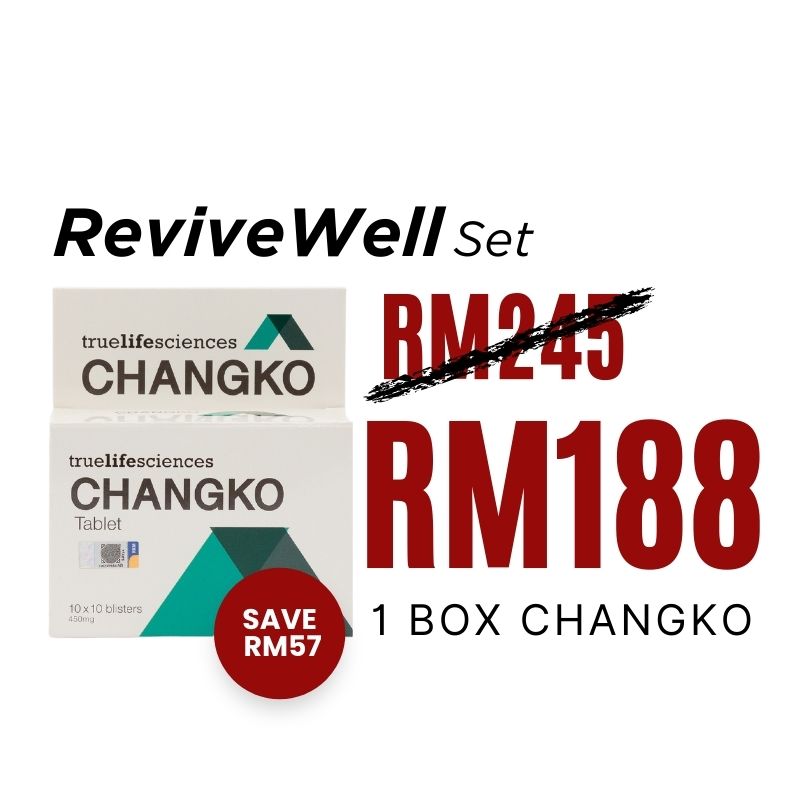 ReviveWell Set
truelifesciences
CHANGKO
truelifesciences
CHANGKO
Tablet
10 x 10 blisters
450mg
SAVE
RM57
RM245
RM188
1 BOX CHANGKO